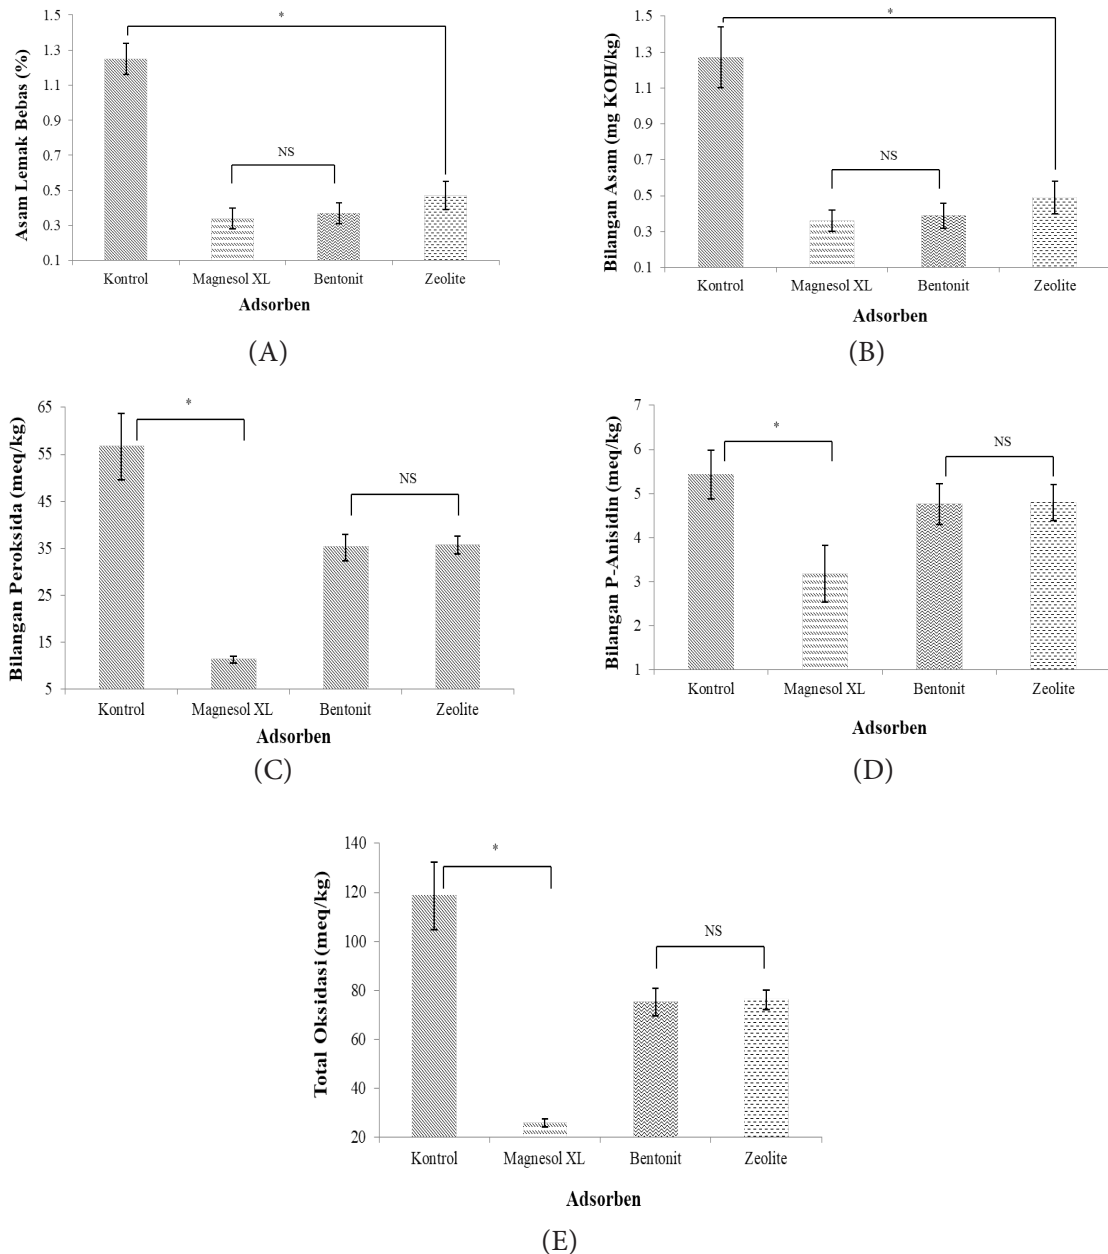 Asam Lemak Bebas (%)
1.5
1.3
1.1
0.9
0.7
0.5
0.3
0.1
*
NS
Kontrol Magnesol XL Bentonit Zeolite
Adsorben
(A)
Bilangan Asam (mg KOH/kg)
1.5
1.3
1.1
0.9
0.7
0.5
0.3
0.1
*
NS
Kontrol Magnesol XL Bentonit Zeolite
Adsorben
(B)
Bilangan Peroksida (meq/kg)
65
55
45
35
25
15
5
*
NS
Kontrol Magnesol XL Bentonit Zeolite
Adsorben
(C)
Bilangan P-Anisidin (meq/kg)
7
6
5
4
3
2
1
*
NS
Kontrol Magnesol XL Bentonit Zeolite
Adsorben
(D)
Total Oksidasi (meq/kg)
140
120
100
80
60
40
20
*
NS
Kontrol Magnesol XL Bentonit Zeolite
Adsorben
(E)